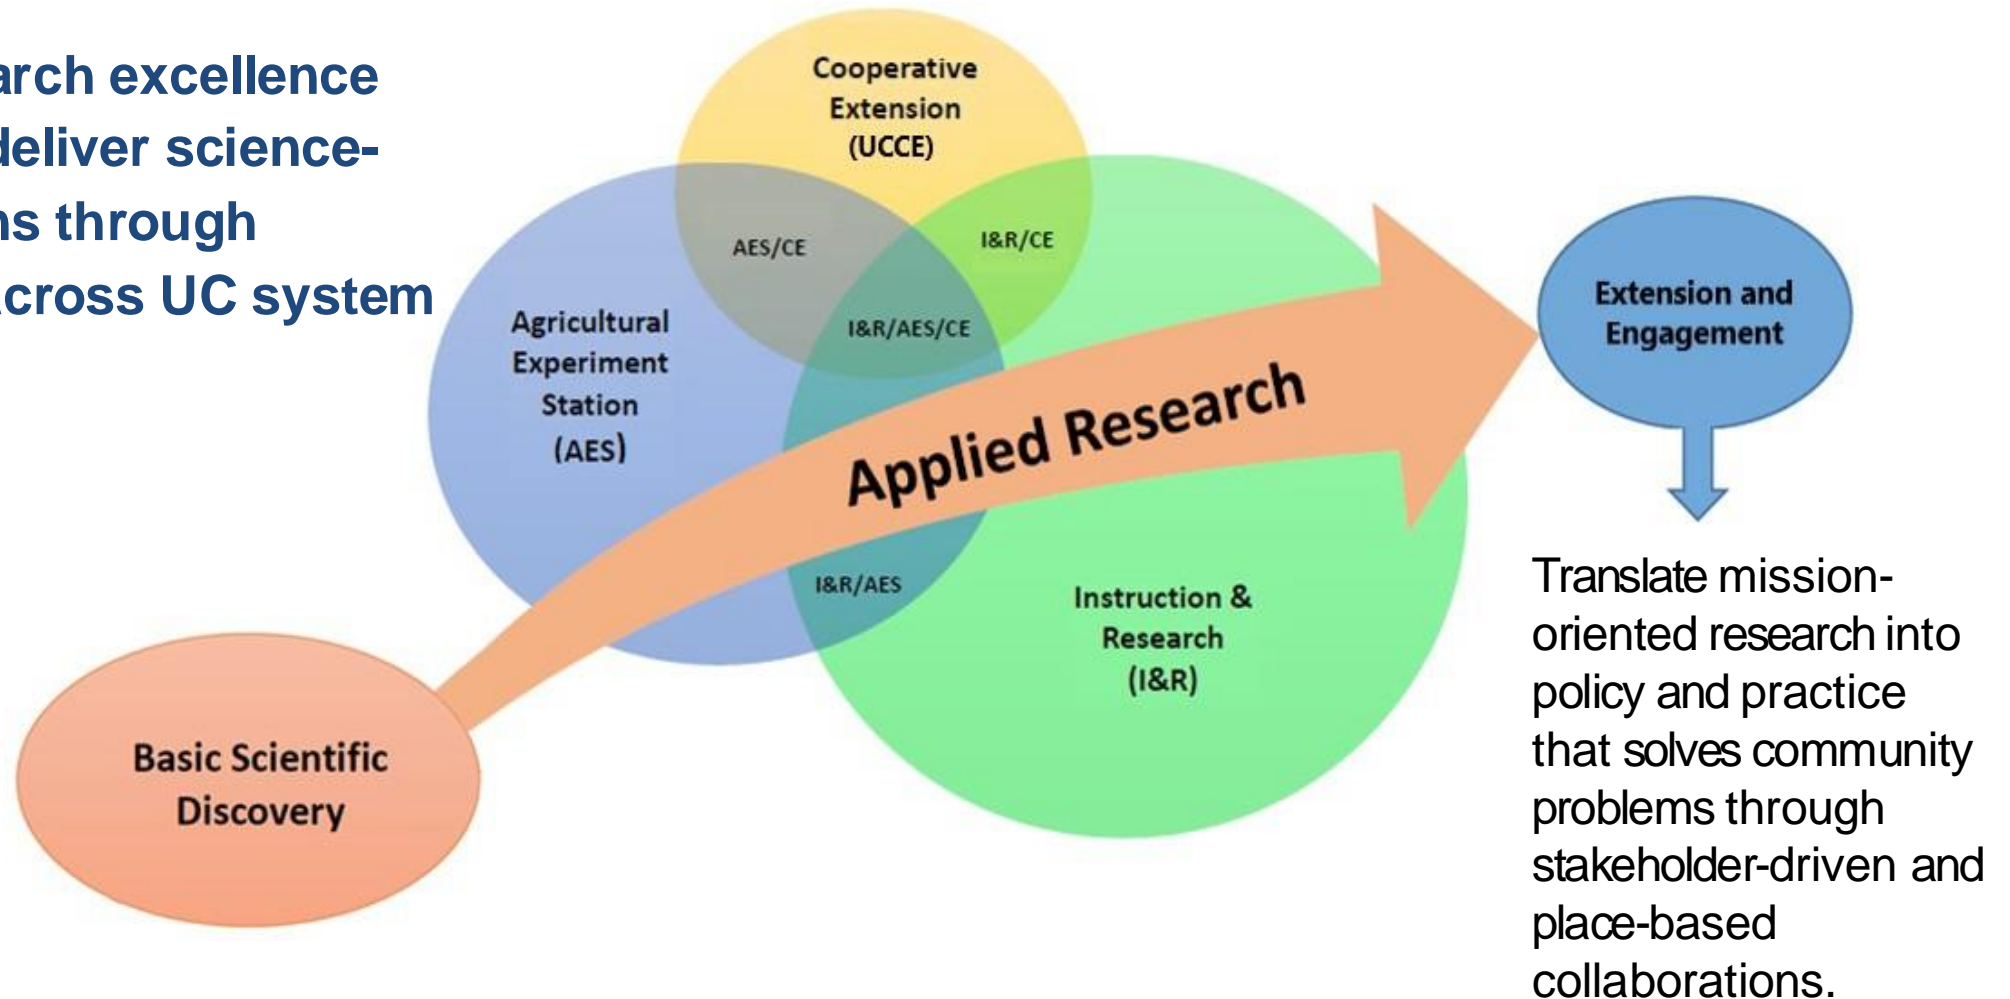 arch excellence
deliver science-
ns through
across UC system
Cooperative
Extension
(UCCE)
AES/CE
I&R/CE
I&R/AES/CE
Agricultural
Experiment
Station
(AES)
Applied Research
I&R/AES
Instruction &
Research
(I&R)
Basic Scientific
Discovery
Extension and
Engagement
Translate mission-
oriented research into
policy and practice
that solves community
problems through
stakeholder-driven and
place-based
collaborations.